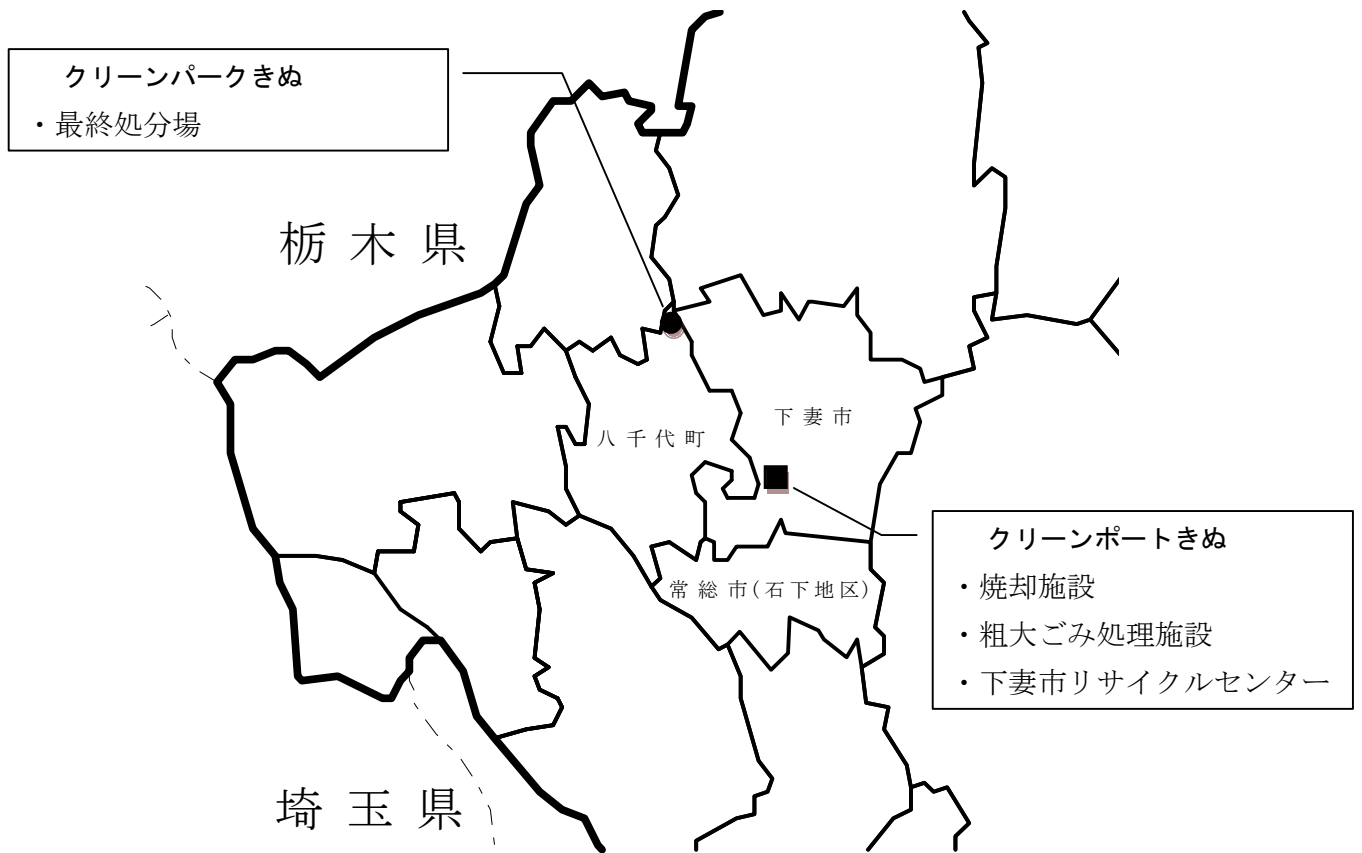 クリーンパークきぬ
・最終処分場
栃木県
下妻市
八千代町
クリーンポートきぬ
・焼却施設
・粗大ごみ処理施設
・下妻市リサイクルセンター
常総市(石下地区)
埼玉県